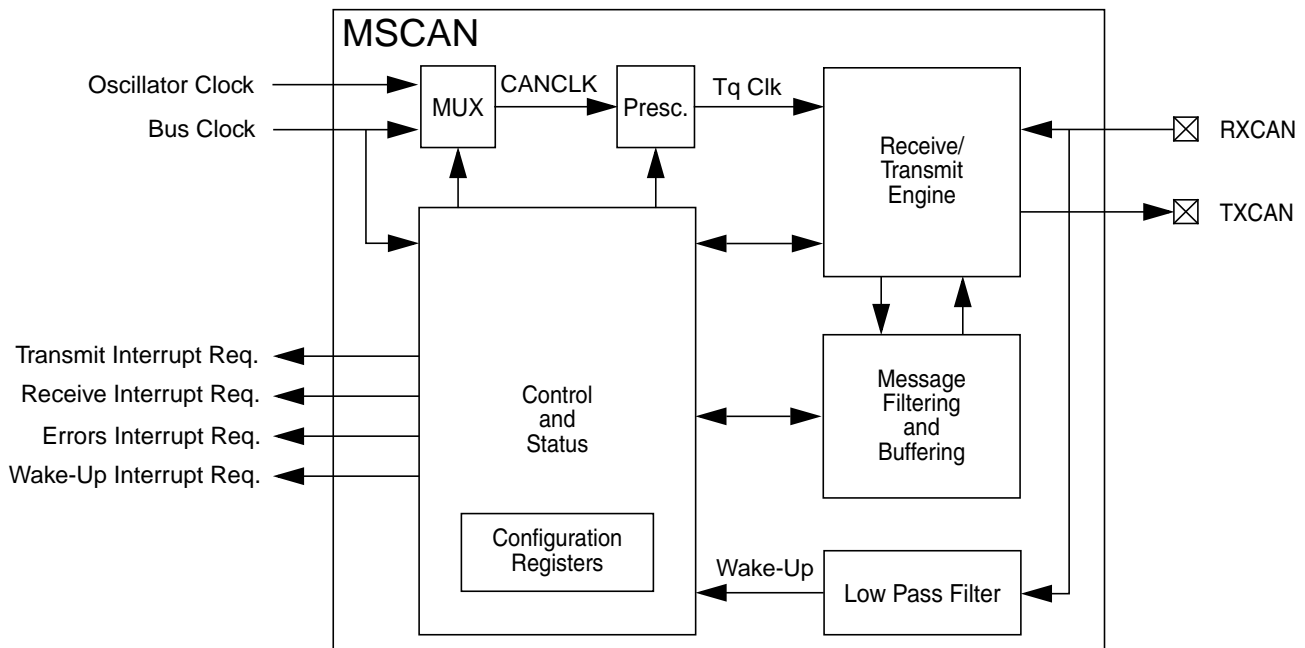 MSCAN
Oscillator Clock
Bus Clock
MUX
CANCLK
Presc.
Tq Clk
Receive/
Transmit
Engine
RXCAN
TXCAN
Transmit Interrupt Req.
Receive Interrupt Req.
Errors Interrupt Req.
Wake-Up Interrupt Req.
Control
and
Status
Message
Filtering
and
Buffering
Configuration
Registers
Wake-Up
Low Pass Filter